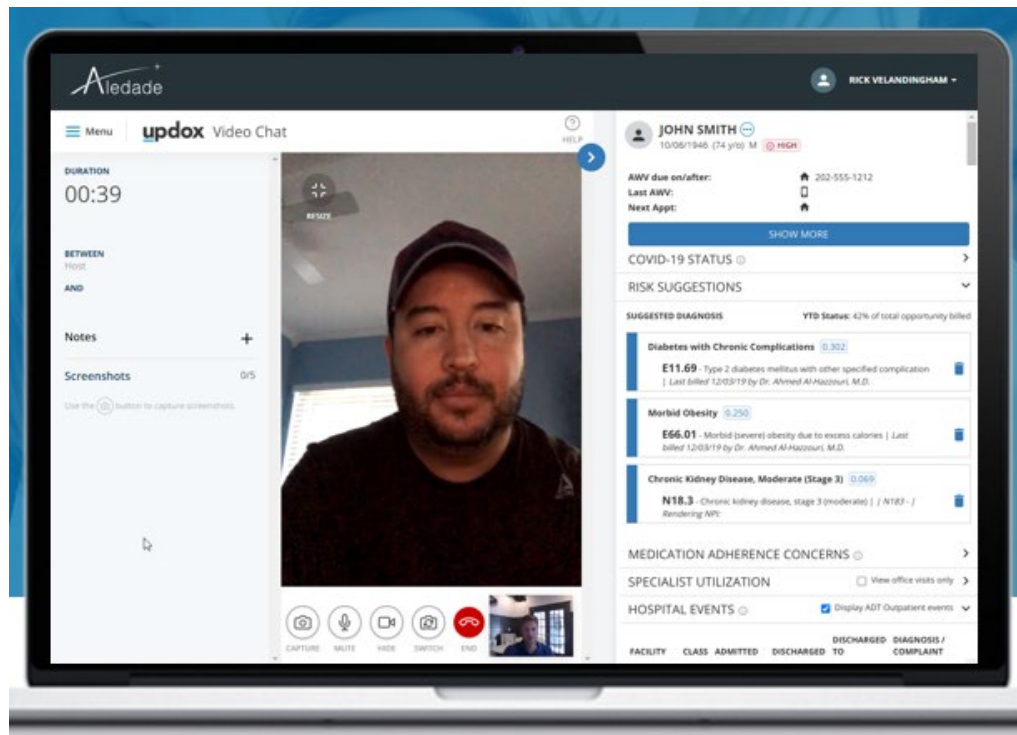 Aledade
RICK VELANDINGHAM
Menu
updox Video Chat
HELP
DURATION
00:39
BETWEEN
Host
AND
Notes +
Screenshots 0/5
Use the button to capture screenshots.
RESIZE
CAPTURE MUTE HIDE SWITCH END
JOHN SMITH
10/06/1946 (74 y/o) M HIGH
AWV due on/after: 202-555-1212
Last AWV:
Next Appt:
SHOW MORE
COVID-19 STATUS
RISK SUGGESTIONS
SUGGESTED DIAGNOSIS YTD Status: 42% of total opportunity billed
Diabetes with Chronic Complications 0.302
E11.69 - Type 2 diabetes mellitus with other specified complication
| Last billed 12/03/19 by Dr. Ahmed Al-Hazzouri, M.D.
Morbid Obesity 0.250
E66.01 - Morbid (severe) obesity due to excess calories | Last
billed 12/03/19 by Dr. Ahmed Al-Hazzouri, M.D.
Chronic Kidney Disease, Moderate (Stage 3) 0.069
N18.3 - Chronic kidney disease, stage 3 (moderate) | | N183 - |
Rendering NPI:
MEDICATION ADHERENCE CONCERNS
SPECIALIST UTILIZATION View office visits only
HOSPITAL EVENTS Display ADT Outpatient events
FACILITY CLASS ADMITTED DISCHARGED DISCHARGED TO DIAGNOSIS / COMPLAINT